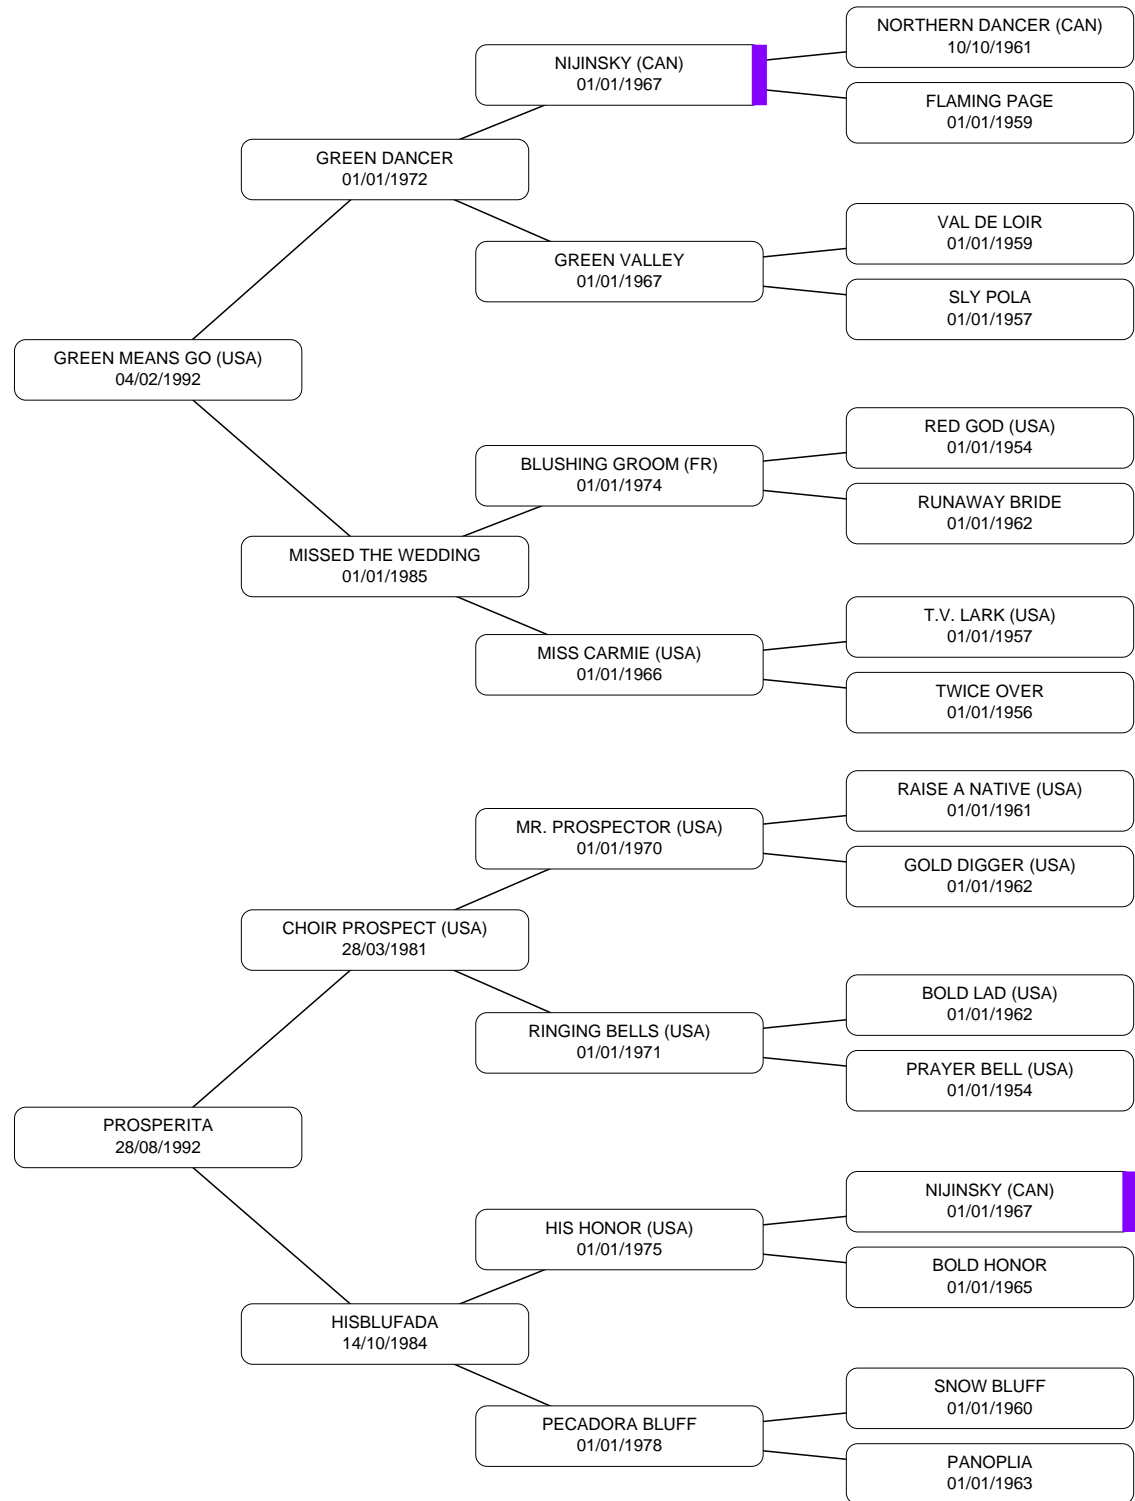 NORTHERN DANCER (CAN)
10/10/1961
NIJINSKY (CAN)
01/01/1967
FLAMING PAGE
01/01/1959
GREEN DANCER
01/01/1972
VAL DE LOIR
01/01/1959
GREEN VALLEY
01/01/1967
SLY POLA
01/01/1957
GREEN MEANS GO (USA)
04/02/1992
RED GOD (USA)
01/01/1954
BLUSHING GROOM (FR)
01/01/1974
RUNAWAY BRIDE
01/01/1962
MISSED THE WEDDING
01/01/1985
T.V. LARK (USA)
01/01/1957
MISS CARMIE (USA)
01/01/1966
TWICE OVER
01/01/1956
RAISE A NATIVE (USA)
01/01/1961
MR. PROSPECTOR (USA)
01/01/1970
GOLD DIGGER (USA)
01/01/1962
CHOIR PROSPECT (USA)
28/03/1981
BOLD LAD (USA)
01/01/1962
RINGING BELLS (USA)
01/01/1971
PRAYER BELL (USA)
01/01/1954
PROSPERITA
28/08/1992
NIJINSKY (CAN)
01/01/1967
HIS HONOR (USA)
01/01/1975
BOLD HONOR
01/01/1965
HISBLUFADA
14/10/1984
SNOW BLUFF
01/01/1960
PECADORA BLUFF
01/01/1978
PANOPLIA
01/01/1963